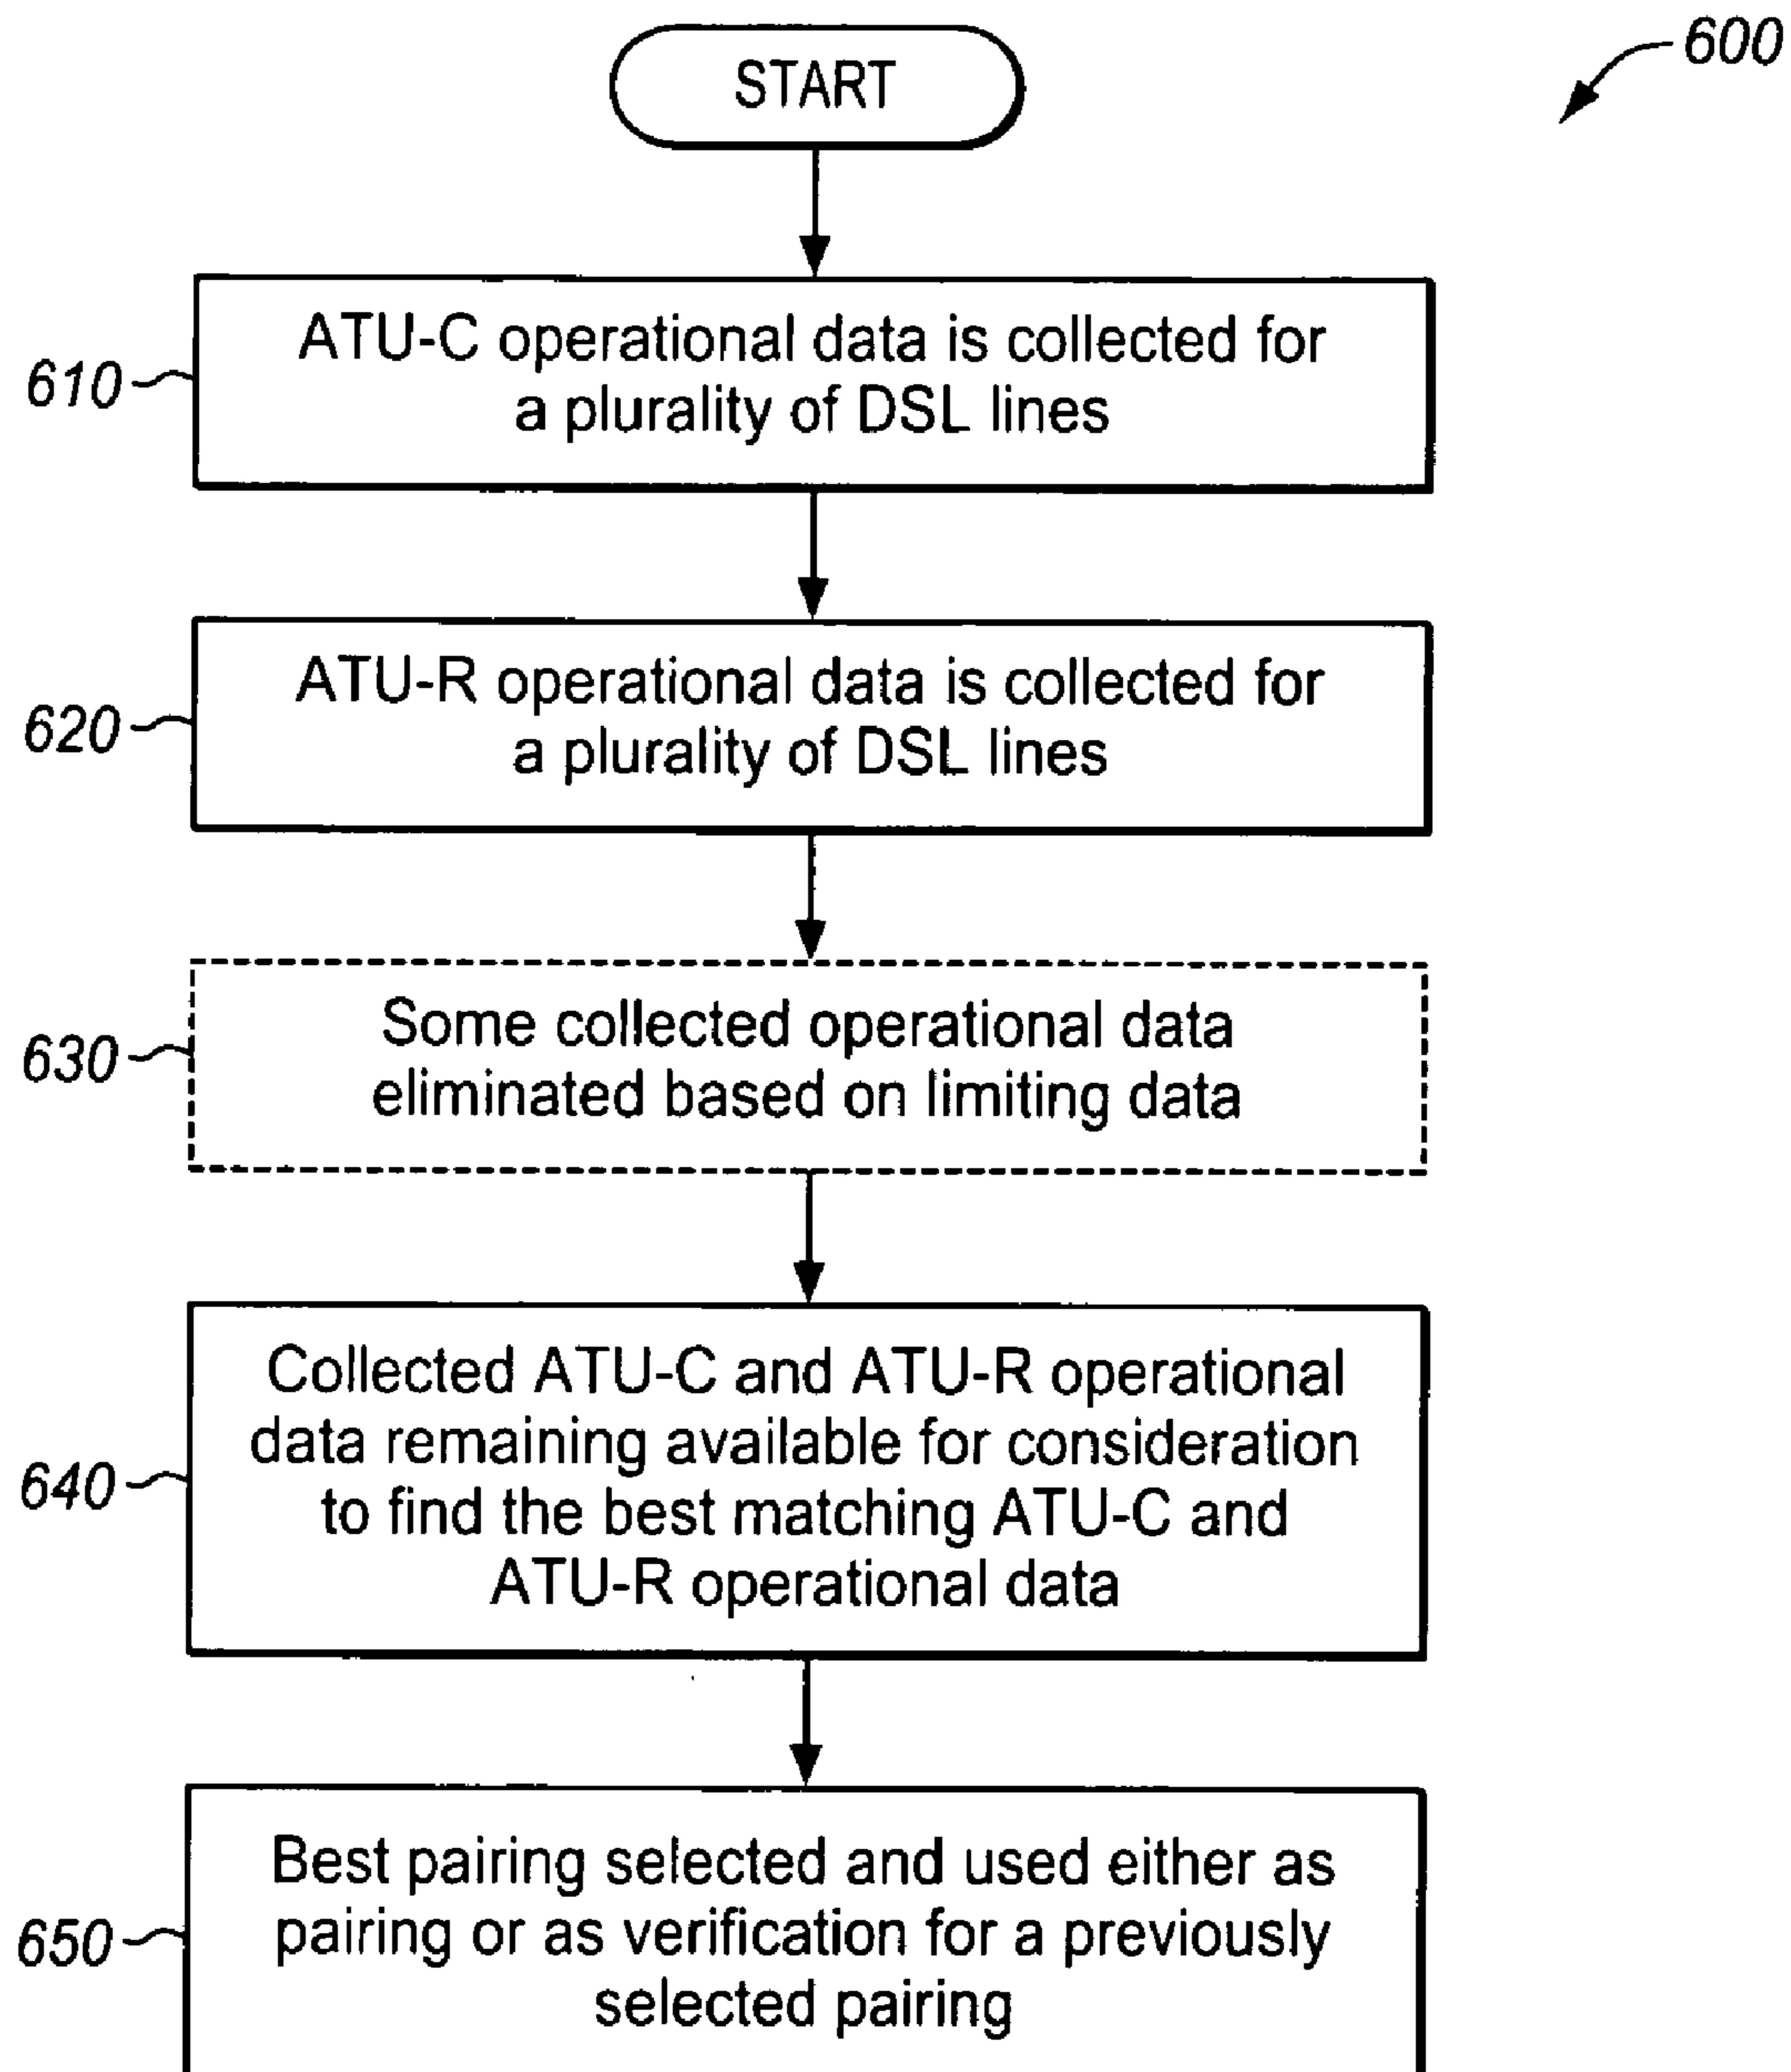 START
600
610
ATU-C operational data is collected for
a plurality of DSL lines
620
ATU-R operational data is collected for
a plurality of DSL lines
630
Some collected operational data
eliminated based on limiting data
640
Collected ATU-C and ATU-R operational
data remaining available for consideration
to find the best matching ATU-C and
ATU-R operational data
650
Best pairing selected and used either as
pairing or as verification for a previously
selected pairing